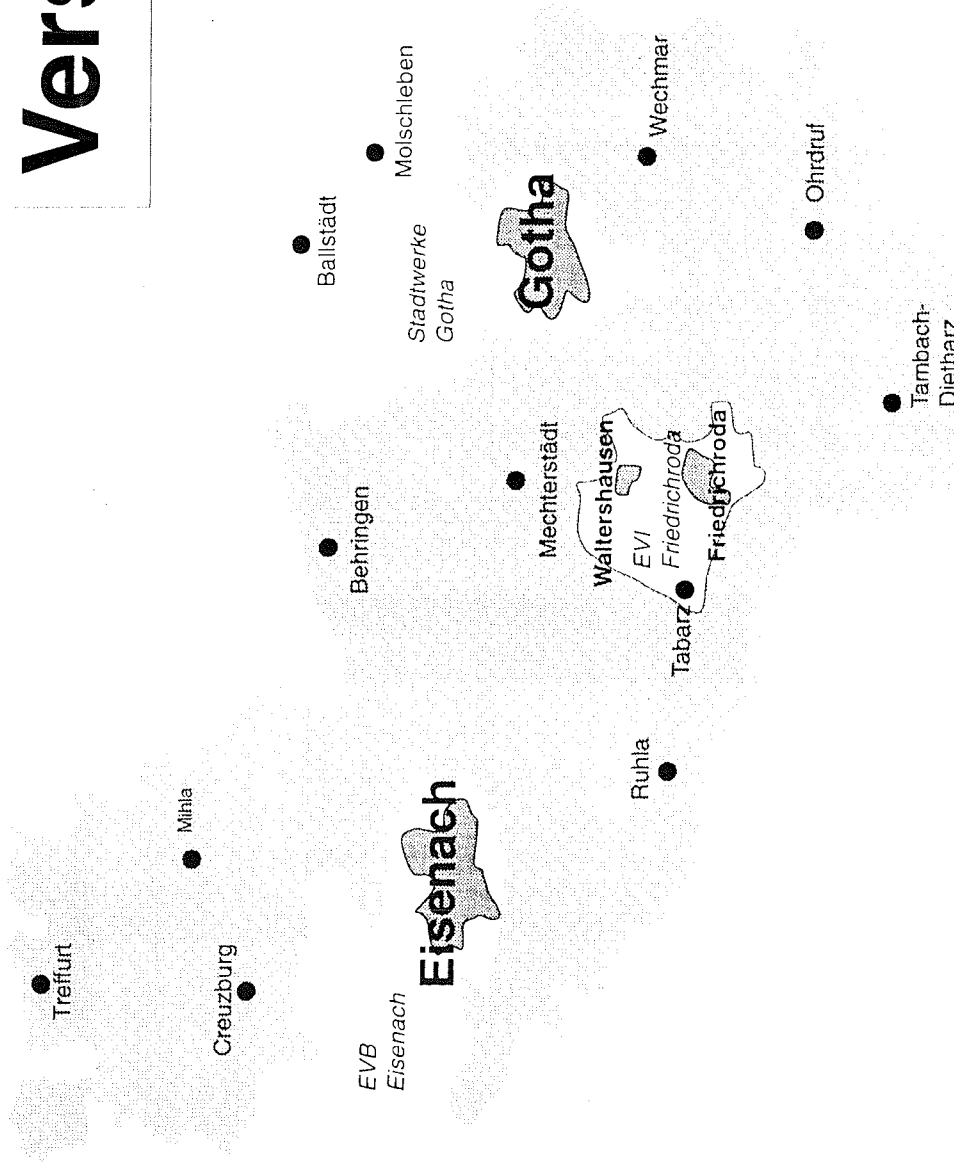 Vers
Treffurt
Mihla
Creuzburg
Ballstädt
Behringen
EVB
Eisenach
Molschleben
Stadtwerke
Gotha
Eisenach
Gotha
Mechterstädt
Waltershausen
Ruhla
EVI
Friedrichroda
Wechmar
Tabarz
Friedrichroda
Ohrdruf
Tambach-
Dietharz